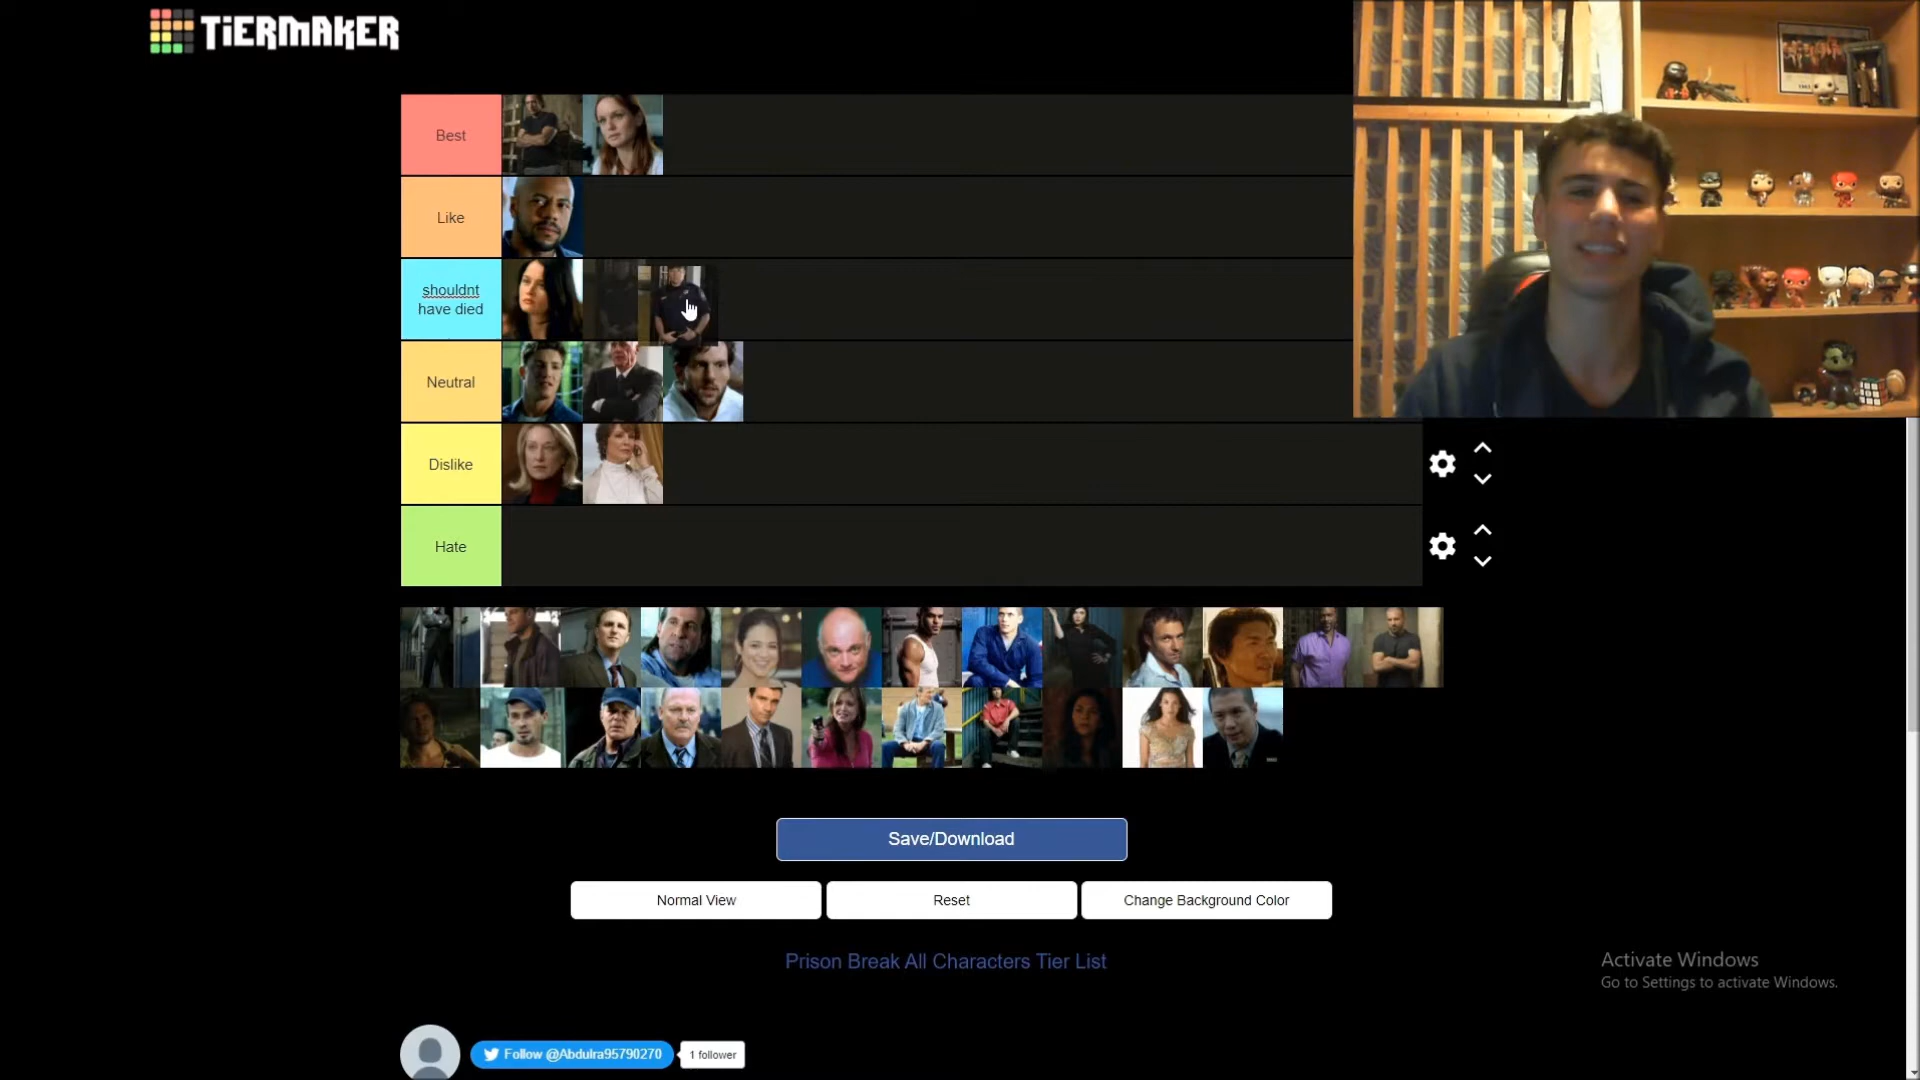 TiERMAKER
Best
Like
shouldnt
have died
Neutral
Dislike
Hate
Save/Download
Normal View
Reset
Change Background Color
Prison Break All Characters Tier List
Activate Windows
Go to Settings to activate Windows.
Follow @Abdulra95790270
1 follower